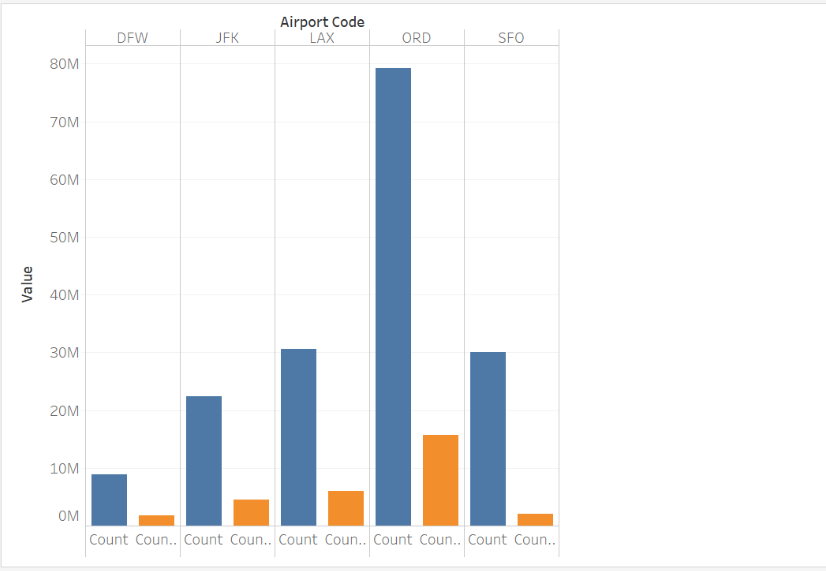 Airport Code
DFW JFK LAX ORD SFO
80M
70M
60M
50M
40M
30M
20M
10M
0M
Value
Count Coun.. Count Coun.. Count Coun.. Count Coun.. Count Coun..